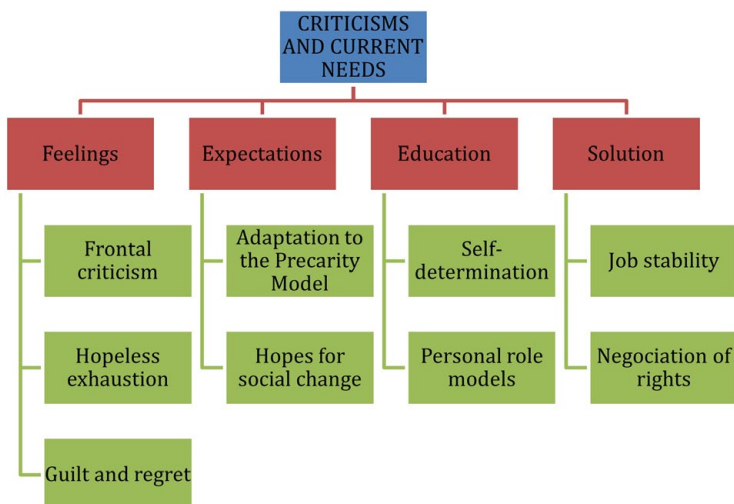 CRITICISMS
AND CURRENT
NEEDS
Feelings
Expectations
Education
Solution
Frontal
criticism
Hopeless
exhaustion
Guilt and regret
Adaptation to
the Precarity
Model
Hopes for
social change
Self-
determination
Personal role
models
Job stability
Negociation of
rights